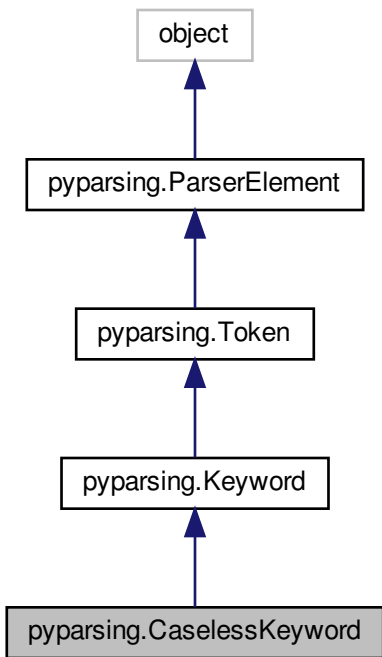 object
pyparsing.ParserElement
pyparsing.Token
pyparsing.Keyword
pyparsing.CaselessKeyword